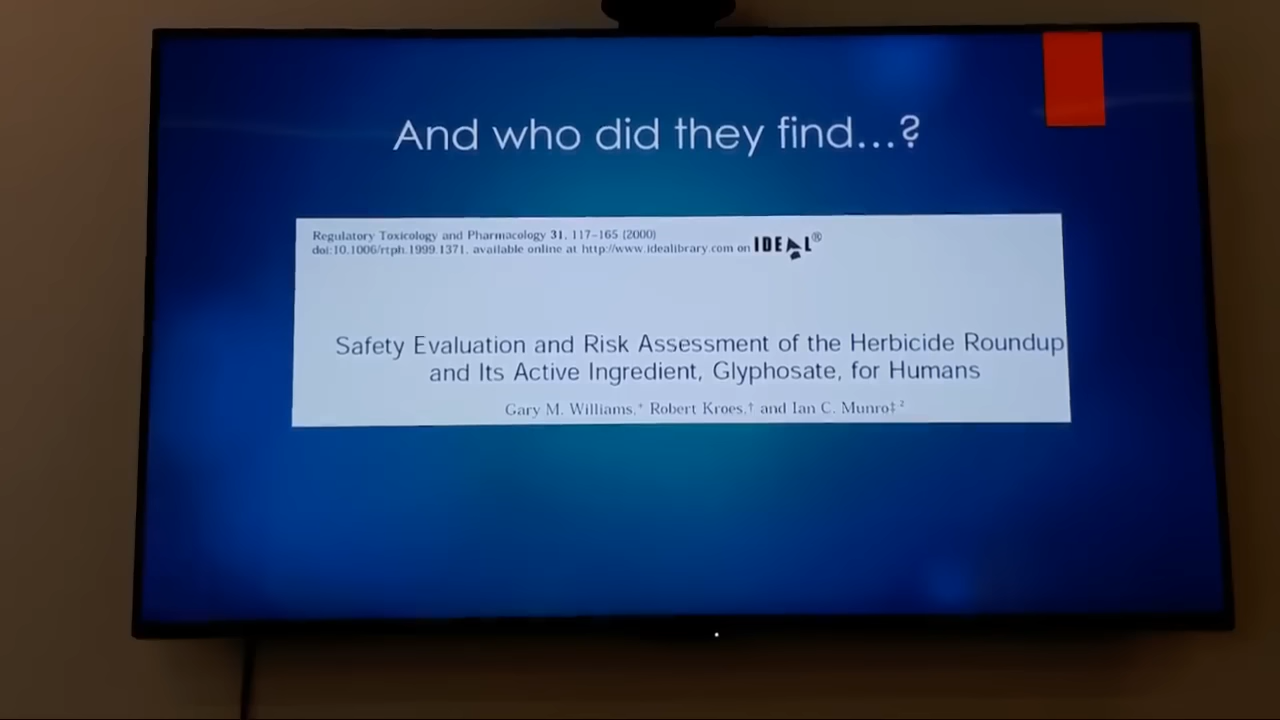 And who did they find...?
Regulatory Toxicology and Pharmacology 31, 117–165 (2000)
doi:10.1006/rtph.1999.1371, available online at http://www.idealibrary.com on IDEAL®
Safety Evaluation and Risk Assessment of the Herbicide Roundup
and Its Active Ingredient, Glyphosate, for Humans
Gary M. Williams,* Robert Kroes,† and Ian C. Munro‡ ²